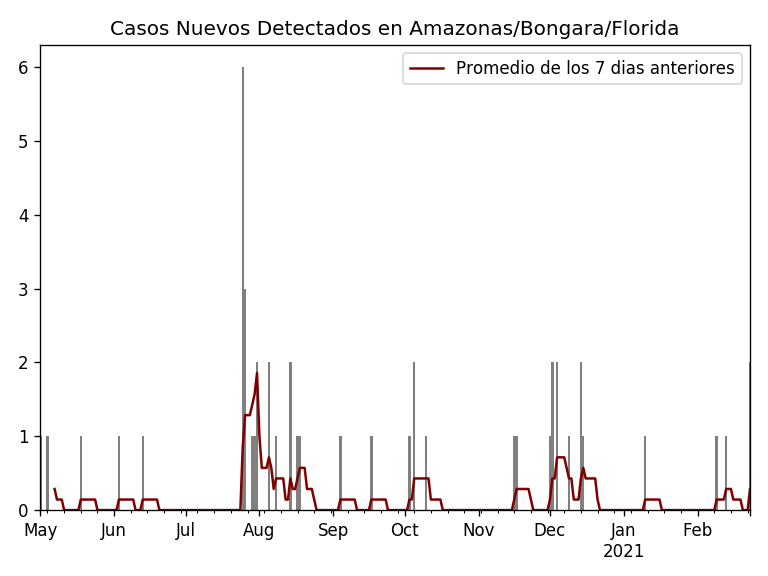 Casos Nuevos Detectados en Amazonas/Bongara/Florida
Promedio de los 7 dias anteriores
6
5
4
3
2
1
0
May Jun Jul Aug Sep Oct Nov Dec Jan Feb
2021